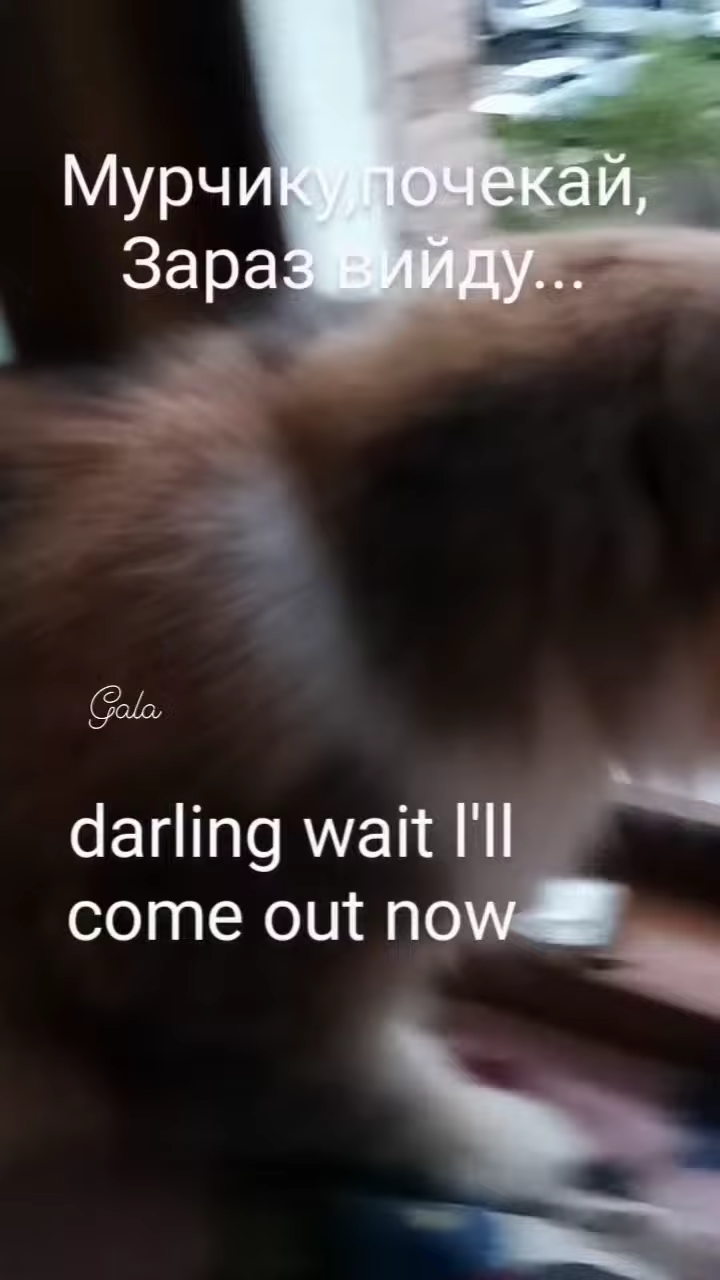 Мурчику,почекай,
Зараз вийду...
Gala
darling wait I'll
come out now